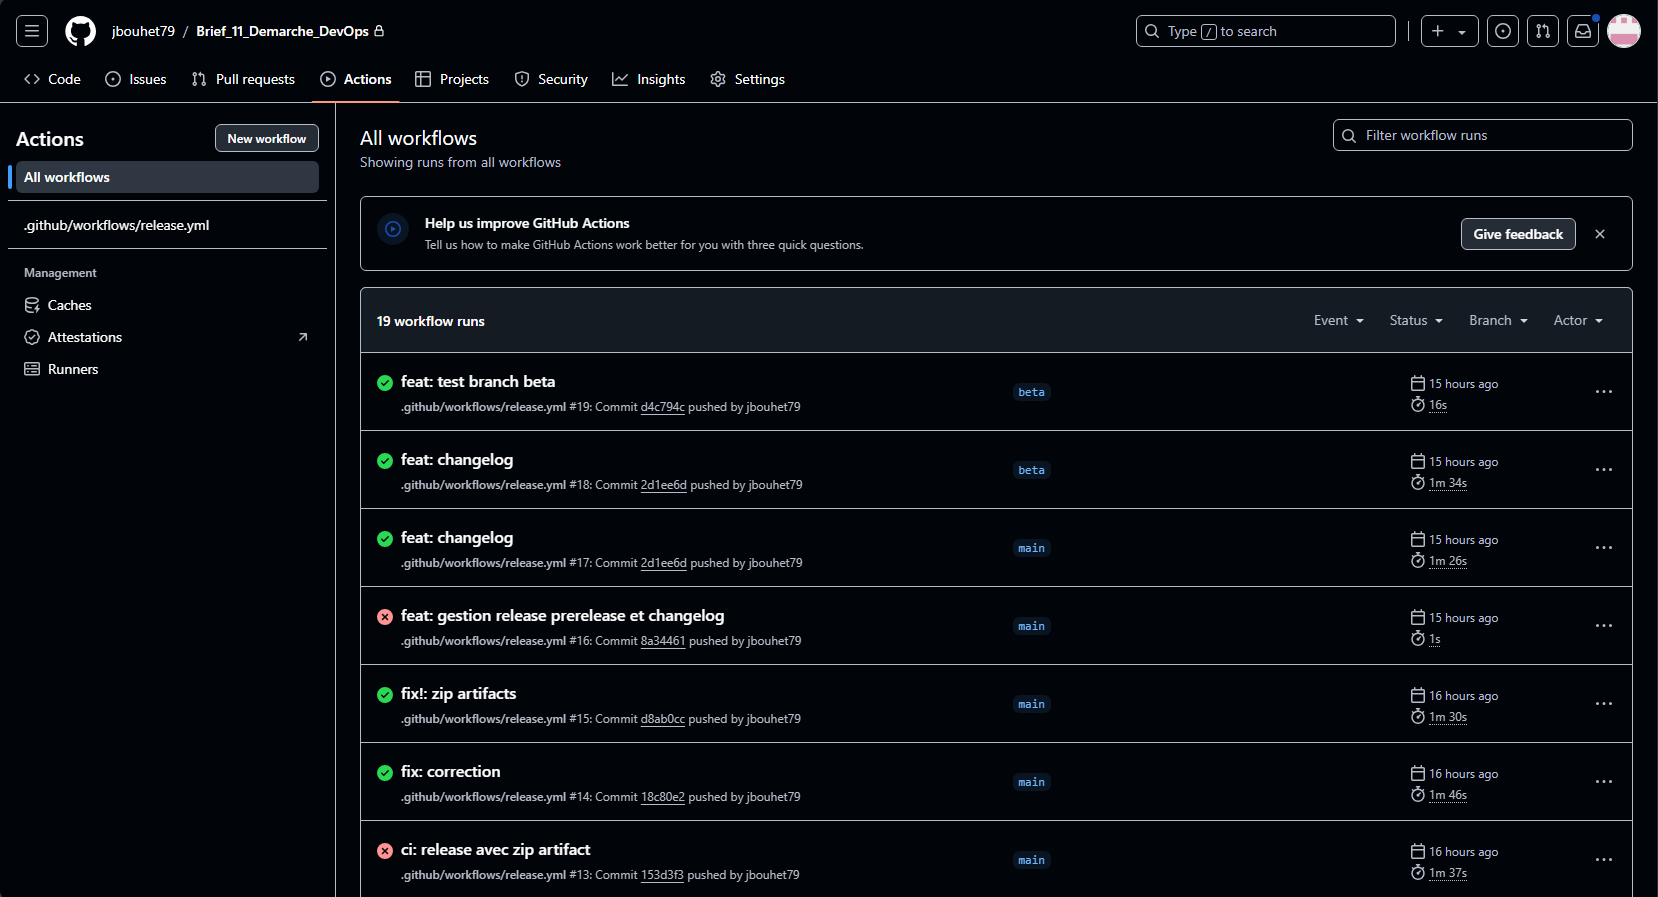 jbouhet79 / Brief_11_Demarche_DevOps
Type / to search
Code Issues Pull requests Actions Projects Security Insights Settings
Actions
New workflow
All workflows
.github/workflows/release.yml
Management
Caches
Attestations
Runners
All workflows
Showing runs from all workflows
Filter workflow runs
Help us improve GitHub Actions
Tell us how to make GitHub Actions work better for you with three quick questions.
Give feedback
19 workflow runs
Event Status Branch Actor
feat: test branch beta
.github/workflows/release.yml #19: Commit d4c794c pushed by jbouhet79
beta
15 hours ago
16s
feat: changelog
.github/workflows/release.yml #18: Commit 2d1ee6d pushed by jbouhet79
beta
15 hours ago
1m 34s
feat: changelog
.github/workflows/release.yml #17: Commit 2d1ee6d pushed by jbouhet79
main
15 hours ago
1m 26s
feat: gestion release prerelease et changelog
.github/workflows/release.yml #16: Commit 8a34461 pushed by jbouhet79
main
15 hours ago
1s
fix!: zip artifacts
.github/workflows/release.yml #15: Commit d8ab0cc pushed by jbouhet79
main
16 hours ago
1m 30s
fix: correction
.github/workflows/release.yml #14: Commit 18c80e2 pushed by jbouhet79
main
16 hours ago
1m 46s
ci: release avec zip artifact
.github/workflows/release.yml #13: Commit 153d3f3 pushed by jbouhet79
main
16 hours ago
1m 37s